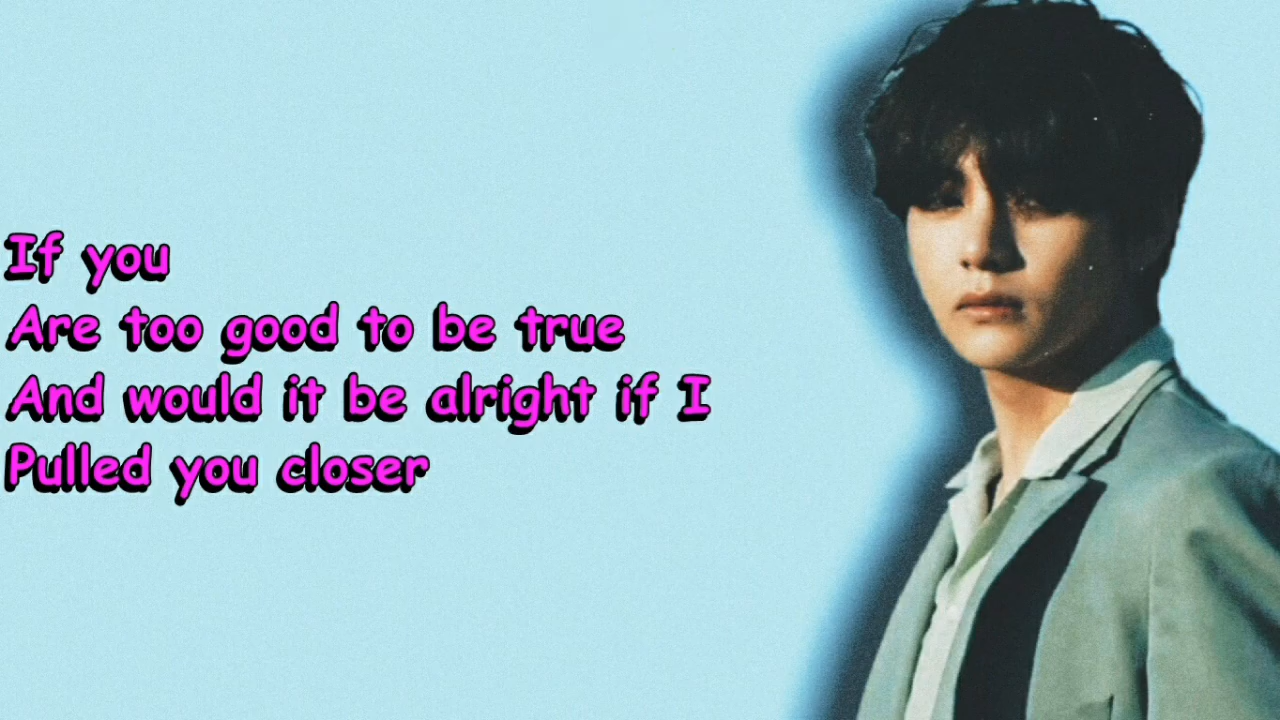 If you
Are too good to be true
And would it be alright if I
Pulled you closer